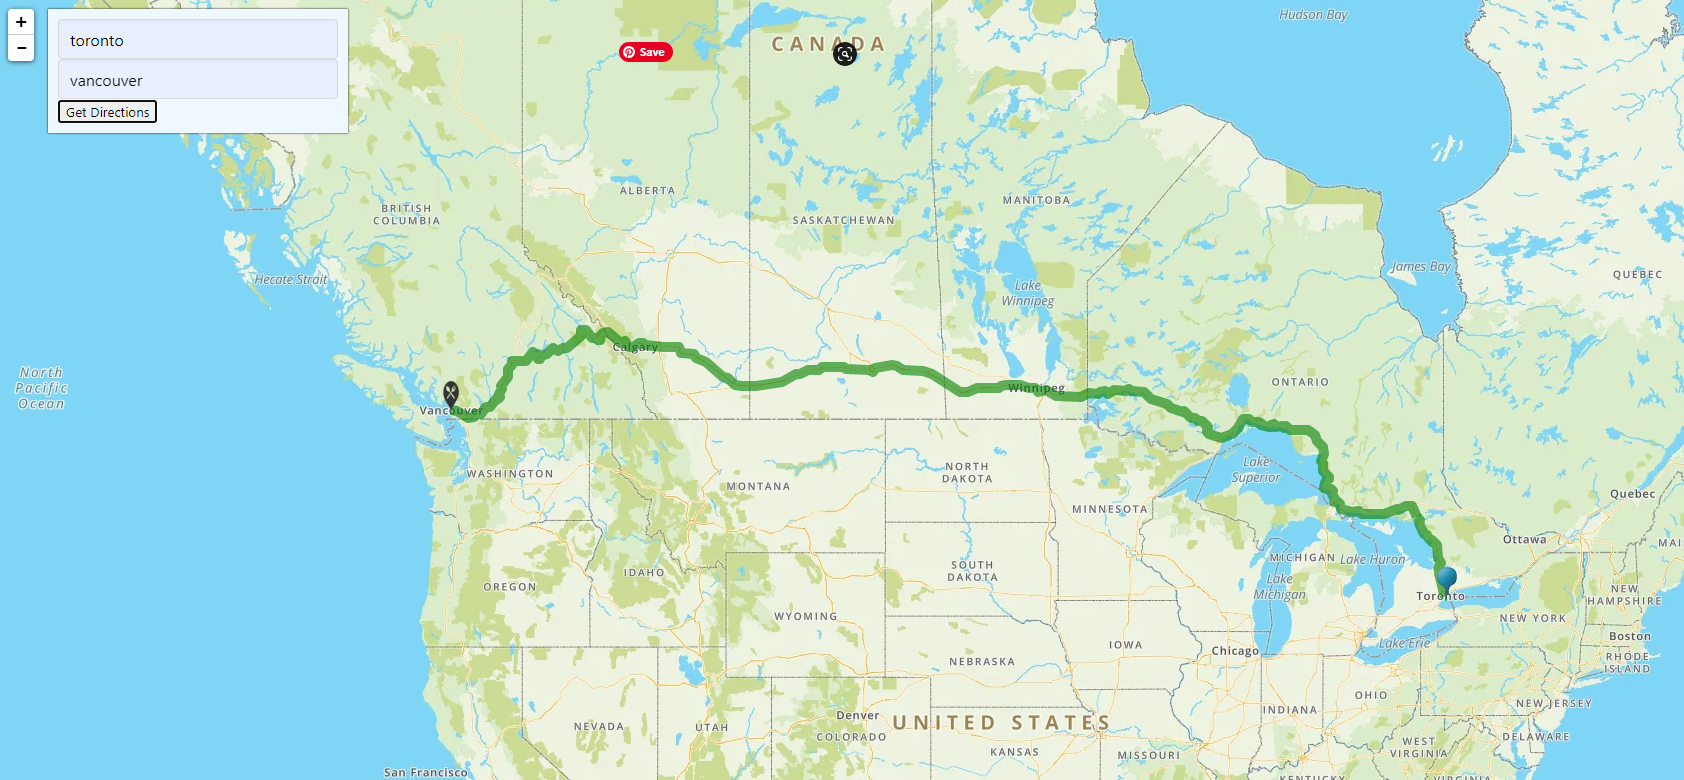 +
−
toronto
vancouver
Get Directions
Save
CANADA
Hudson Bay
ALBERTA
BRITISH
COLUMBIA
SASKATCHEWAN
MANITOBA
Hecate Strait
James Bay
QUEBEC
Lake
Winnipeg
Calgary
North
Pacific
Ocean
Winnipeg
ONTARIO
Vancouver
WASHINGTON
MONTANA
NORTH
DAKOTA
Lake
Superior
Quebec
MINNESOTA
Ottawa
MAI
MICHIGAN
Lake Huron
OREGON
IDAHO
SOUTH
DAKOTA
Lake
Michigan
Toronto
NEW
HAMPSHIRE
WYOMING
NEW YORK
Boston
IOWA
Chicago
Lake Erie
RHODE
ISLAND
NEBRASKA
OHIO
NEVADA
UTAH
Denver
COLORADO
UNITED STATES
INDIANA
NEW JERSEY
KANSAS
MISSOURI
WEST
VIRGINIA
DELAWARE
San Francisco
KENTUCKY
VIRGINIA